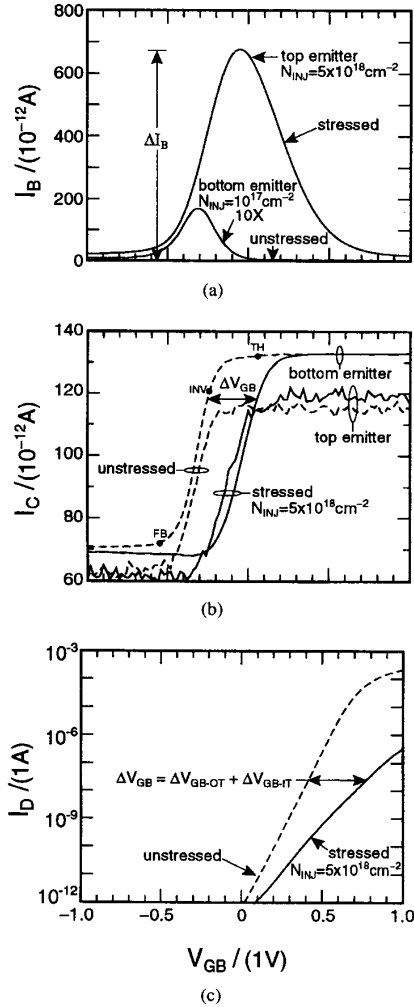 800
600
400
200
0
I_B /(10^-12 A)
ΔI_B
top emitter
N_INJ=5x10^18cm^-2
stressed
bottom emitter
N_INJ=10^17cm^-2
10X
unstressed
(a)
140
120
100
80
60
I_C /(10^-12 A)
TH
INV
ΔV_GB
bottom emitter
top emitter
unstressed
stressed
N_INJ=5x10^18cm^-2
FB
(b)
10^-3
10^-6
10^-9
10^-12
I_D /(1A)
ΔV_GB = ΔV_GB-OT + ΔV_GB-IT
unstressed
stressed
N_INJ=5x10^18cm^-2
-1.0 -0.5 0 0.5 1.0
V_GB / (1V)
(c)